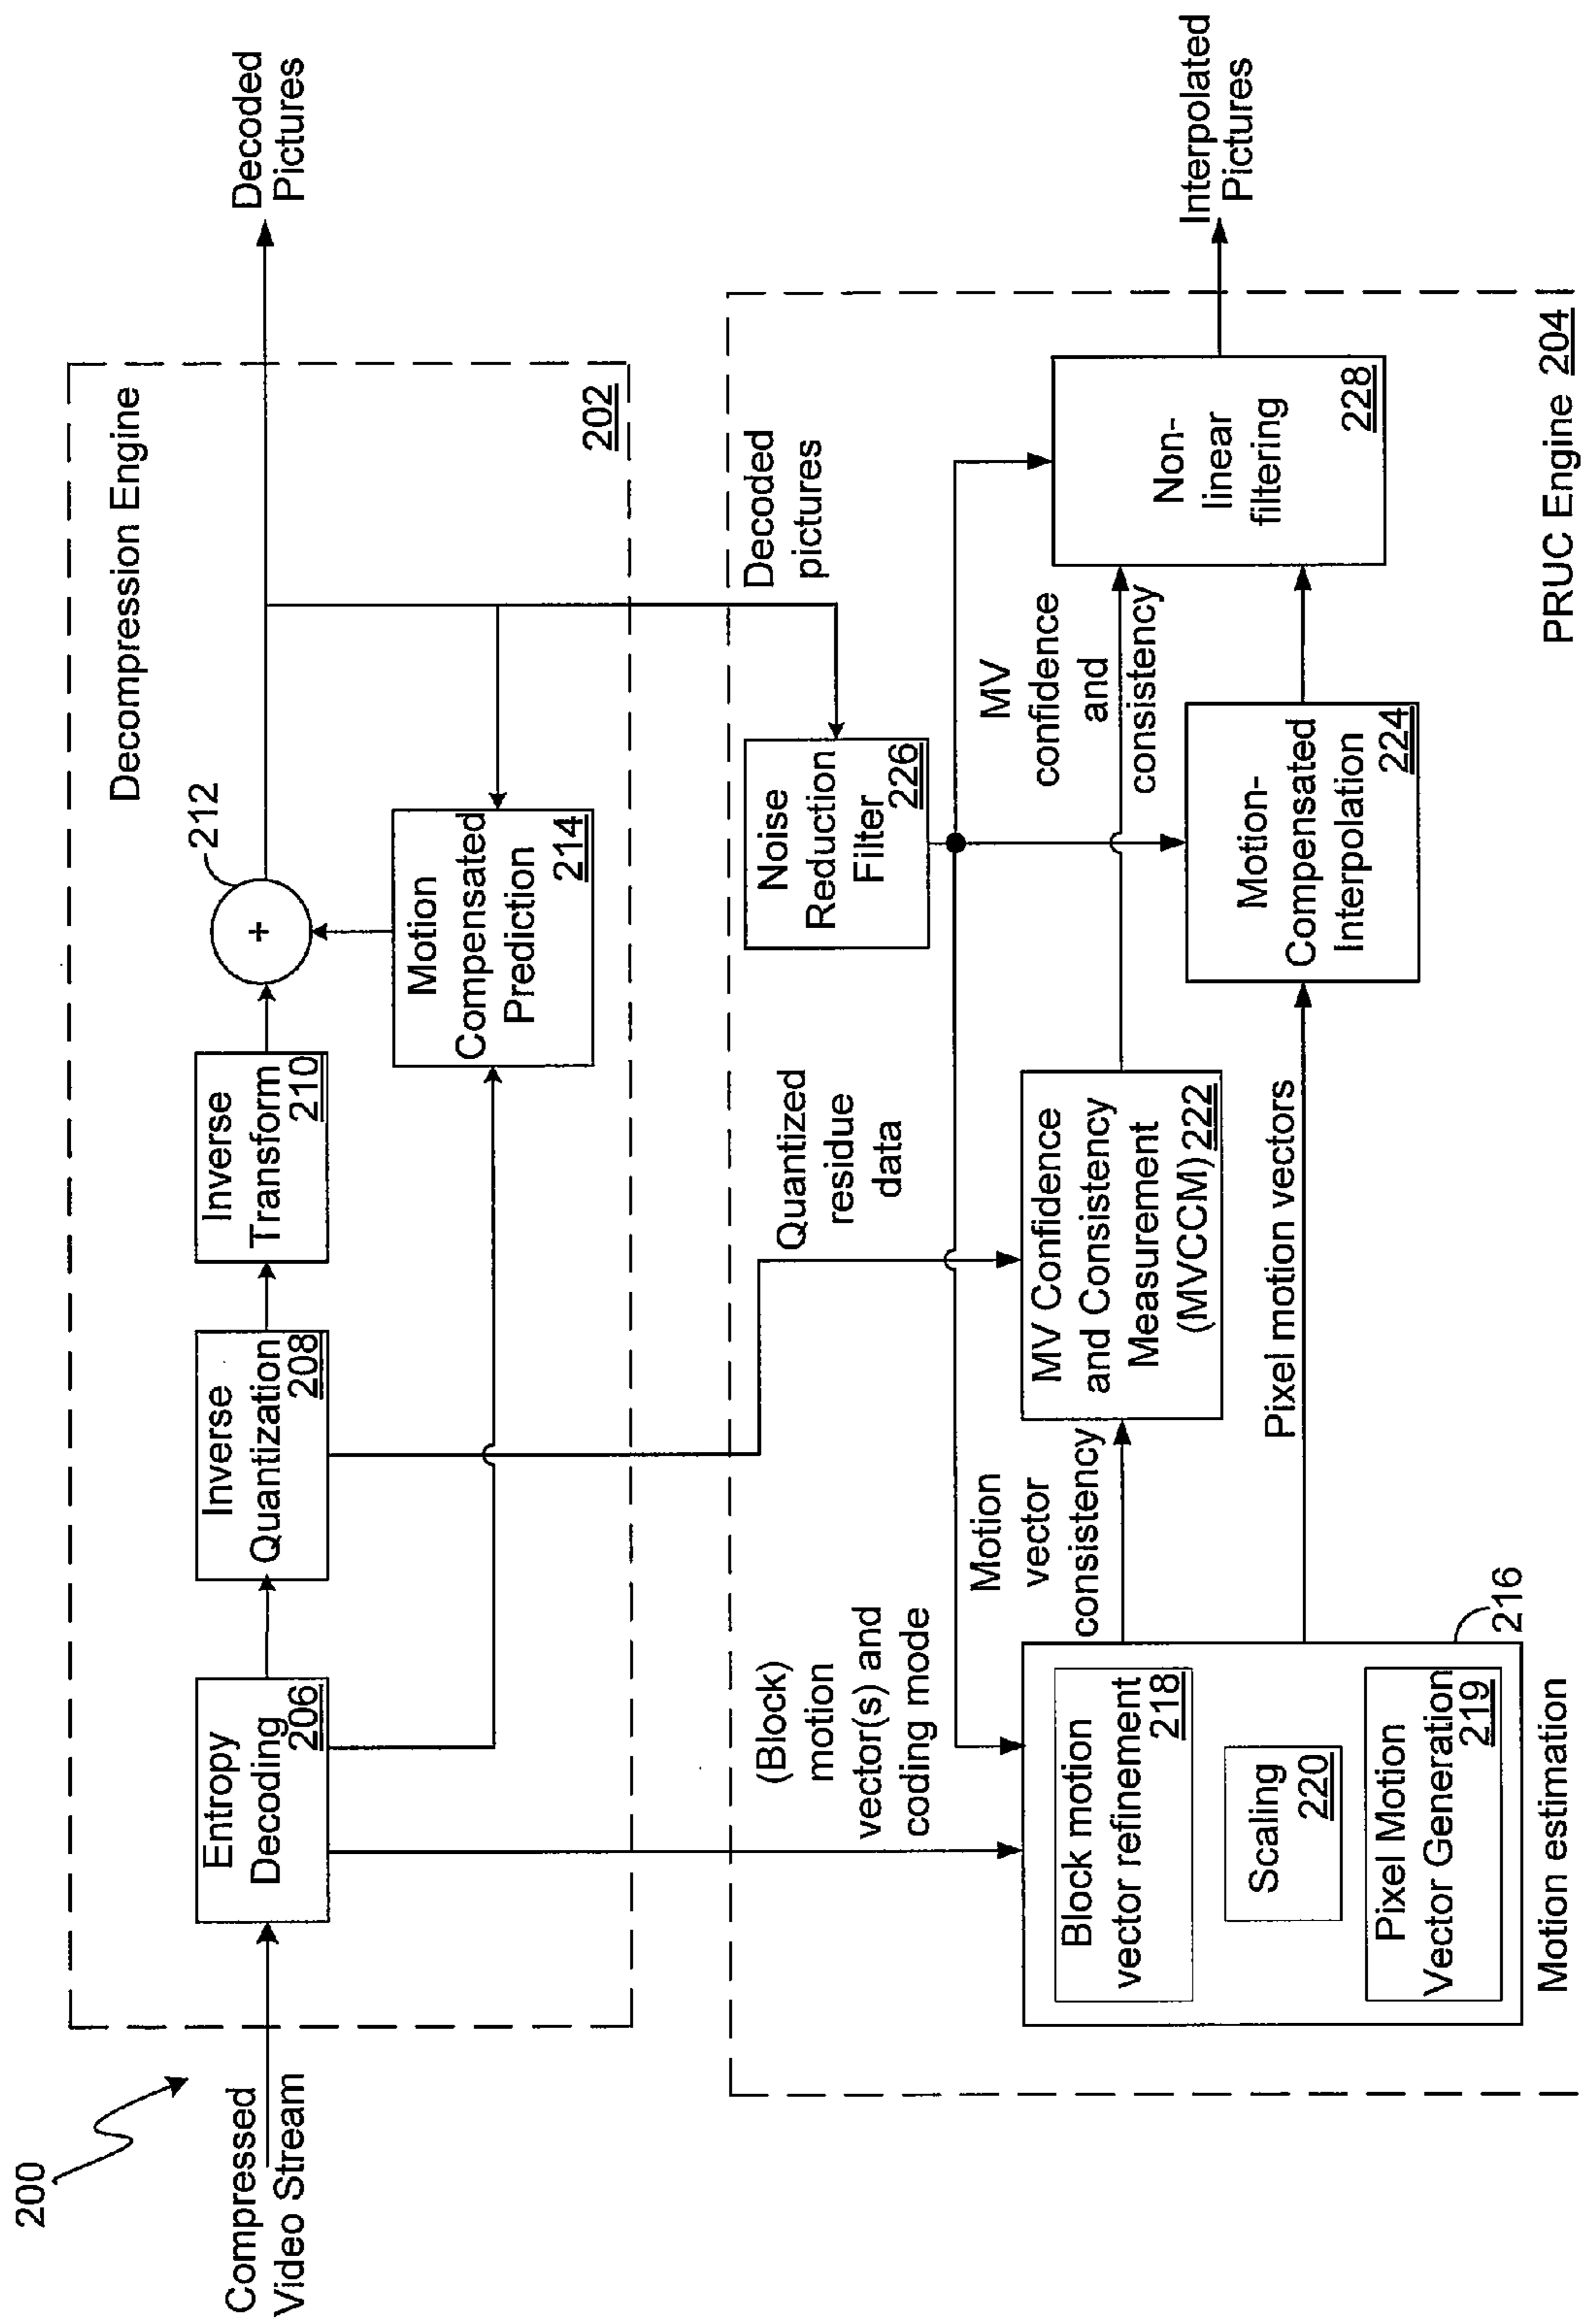 200
Compressed
Video Stream
Decompression Engine
202
Entropy
Decoding
206
Inverse
Quantization
208
Inverse
Transform
210
212
+
Motion
Compensated
Prediction
214
Decoded
Pictures
(Block)
motion
vector(s) and
coding mode
Quantized
residue
data
Decoded
pictures
Noise
Reduction
Filter
226
Motion
vector
consistency
MV
confidence
and
consistency
Block motion
vector refinement
218
Scaling
220
Pixel Motion
Vector Generation
219
216
Motion estimation
MV Confidence
and Consistency
Measurement
(MVCCM) 222
Pixel motion vectors
Motion-
Compensated
Interpolation
224
Non-
linear
filtering
228
Interpolated
Pictures
PRUC Engine 204